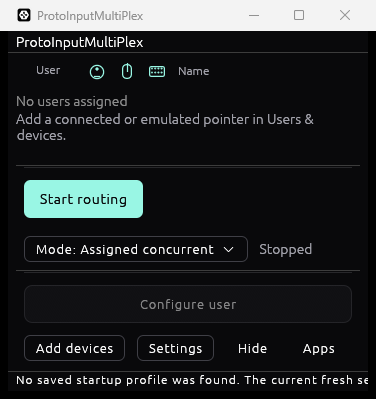 ProtoInputMultiPlex
ProtoInputMultiPlex
User Name
No users assigned
Add a connected or emulated pointer in Users &
devices.
Start routing
Mode: Assigned concurrent Stopped
Configure user
Add devices Settings Hide Apps
No saved startup profile was found. The current fresh se